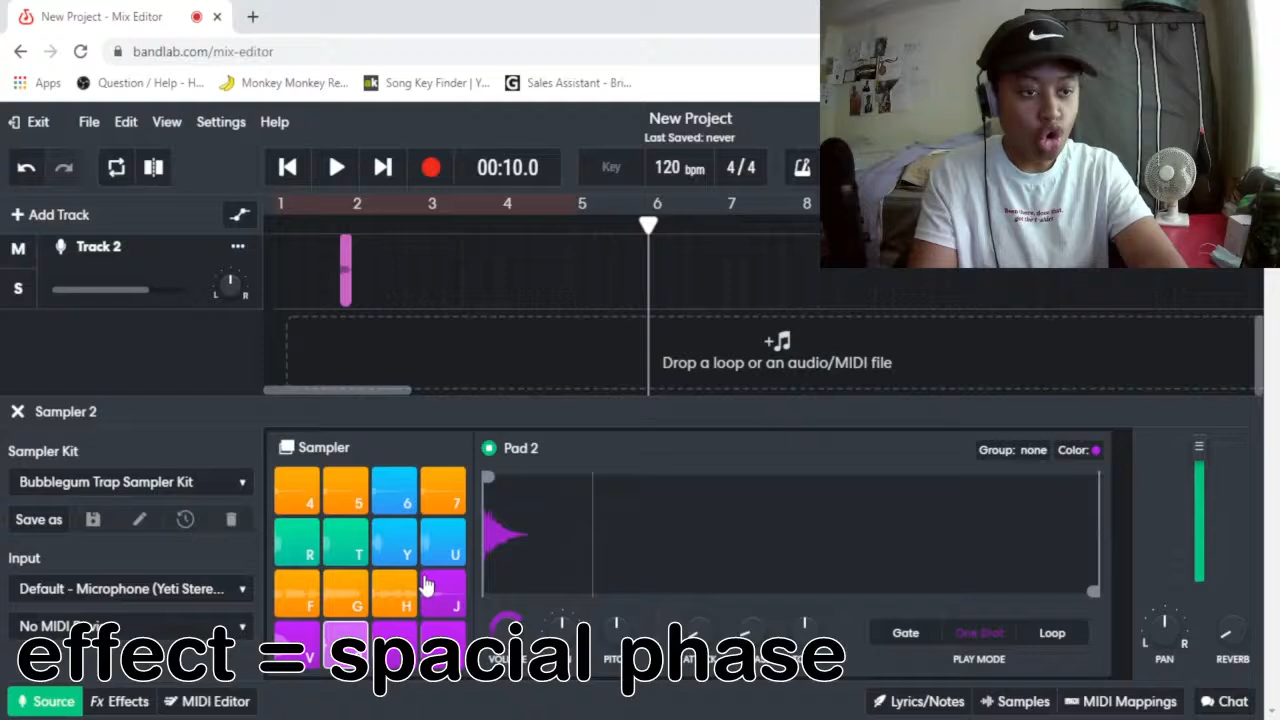 New Project - Mix Editor
bandlab.com/mix-editor
Apps Question / Help - H... Monkey Monkey Re... Song Key Finder | Y... Sales Assistant - Bri...
Exit File Edit View Settings Help
New Project
Last Saved: never
00:10.0 Key 120 bpm 4 / 4
+ Add Track 1 2 3 4 5 6 7 8
M Track 2 •••
S L R
Drop a loop or an audio/MIDI file
Sampler 2
Sampler Kit Sampler Pad 2 Group: none Color:
Bubblegum Trap Sampler Kit
4 5 6 7
Save as
R T Y U
Input
Default - Microphone (Yeti Stere...
F G H J
No MIDI
V
Gate One Shot Loop
L R
PLAY MODE PAN REVERB
effect = spacial phase
Source Fx Effects MIDI Editor Lyrics/Notes Samples MIDI Mappings Chat